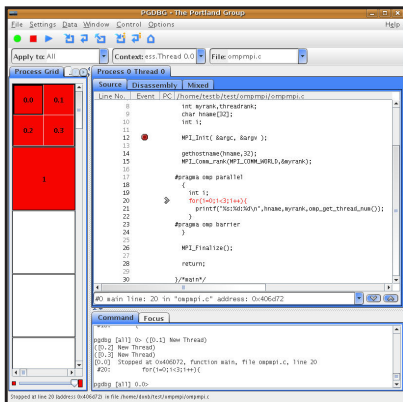 PGDBG - The Portland Group
File Settings Data Window Control Options Help
Apply to: All Context: ess.Thread 0.0 File: ompmpi.c
Process Grid
0.0 0.1
0.2 0.3
1
Process 0 Thread 0
Source Disassembly Mixed
Line No. Event PC /home/testb/test/ompmpi/ompmpi.c
8 int myrank,threadrank;
9 char hname[32];
10 int i;
11
12 MPI_Init( &argc, &argv );
13
14 gethostname(hname,32);
15 MPI_Comm_rank(MPI_COMM_WORLD,&myrank);
16
17 #pragma omp parallel
18 {
19 int i;
20 for(i=0;i<3;i++){
21 printf("%s:%d:%d\n",hname,myrank,omp_get_thread_num());
22 }
23 #pragma omp barrier
24 }
25
26 MPI_Finalize();
27
28 return;
29
30 }/*main*/
#0 main line: 20 in "ompmpi.c" address: 0x406d72
Command Focus
#20: {
pgdbg [all] 0> ([0.1] New Thread)
([0.2] New Thread)
([0.3] New Thread)
[0.0] Stopped at 0x406D72, function main, file ompmpi.c, line 20
#20: for(i=0;i<3;i++){
pgdbg [all] 0.0>
Stopped at line 20 (address 0x406d72) in file /home/testb/test/ompmpi/ompmpi.c